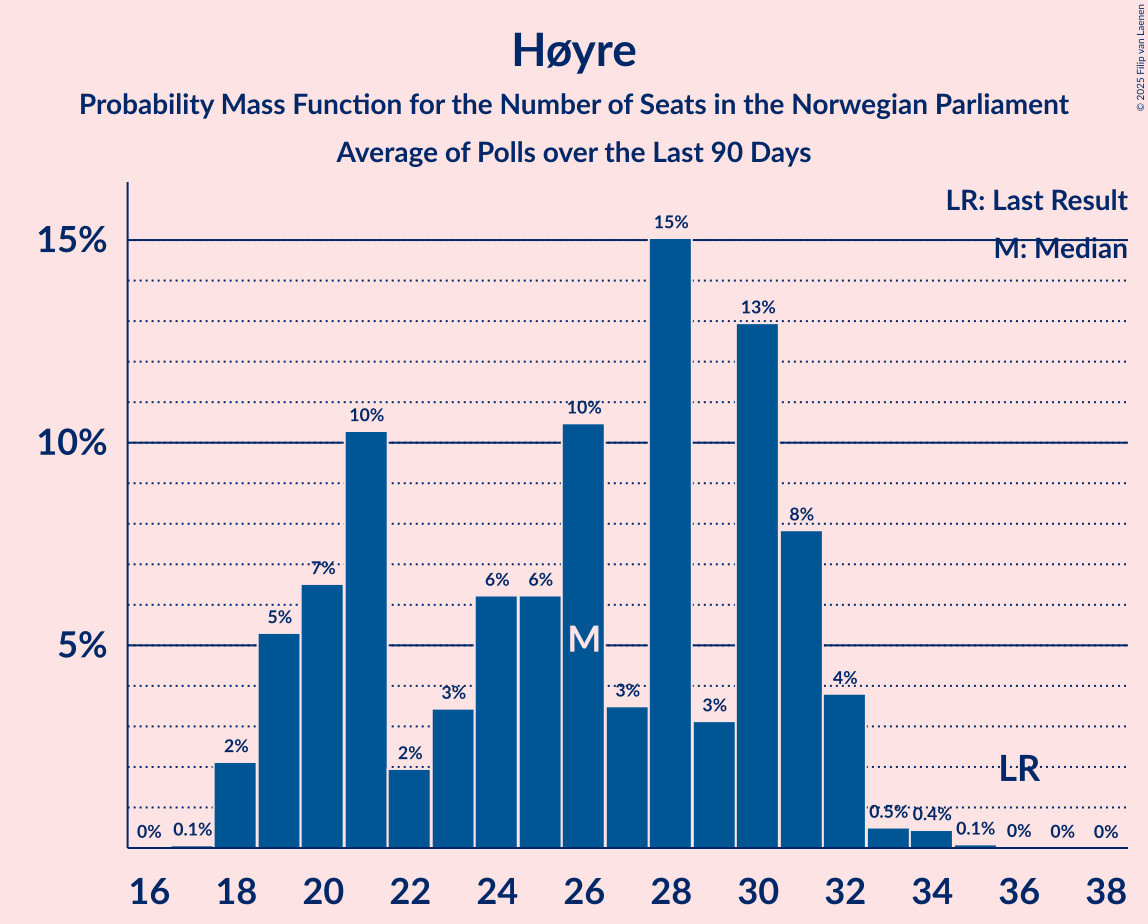 Høyre
Probability Mass Function for the Number of Seats in the Norwegian Parliament
Average of Polls over the Last 90 Days
© 2025 Filip van Laenen
LR: Last Result
M: Median
15%
10%
5%
0%
0.1%
2%
5%
7%
10%
2%
3%
6%
6%
10%
3%
15%
3%
13%
8%
4%
0.5%
0.4%
0.1%
0%
0%
0%
M
LR
16 18 20 22 24 26 28 30 32 34 36 38